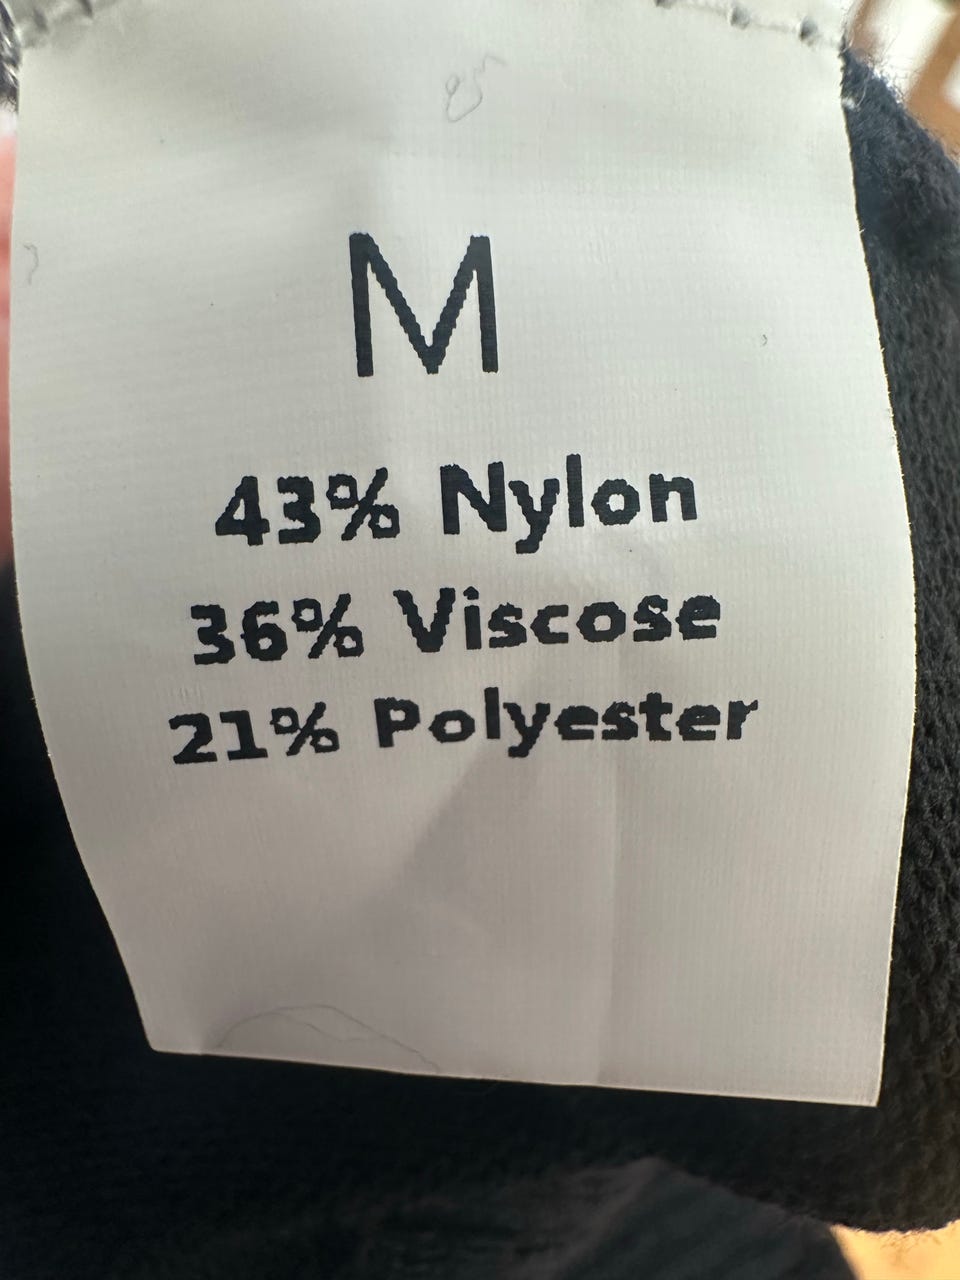 M
43% Nylon
36% Viscose
21% Polyester